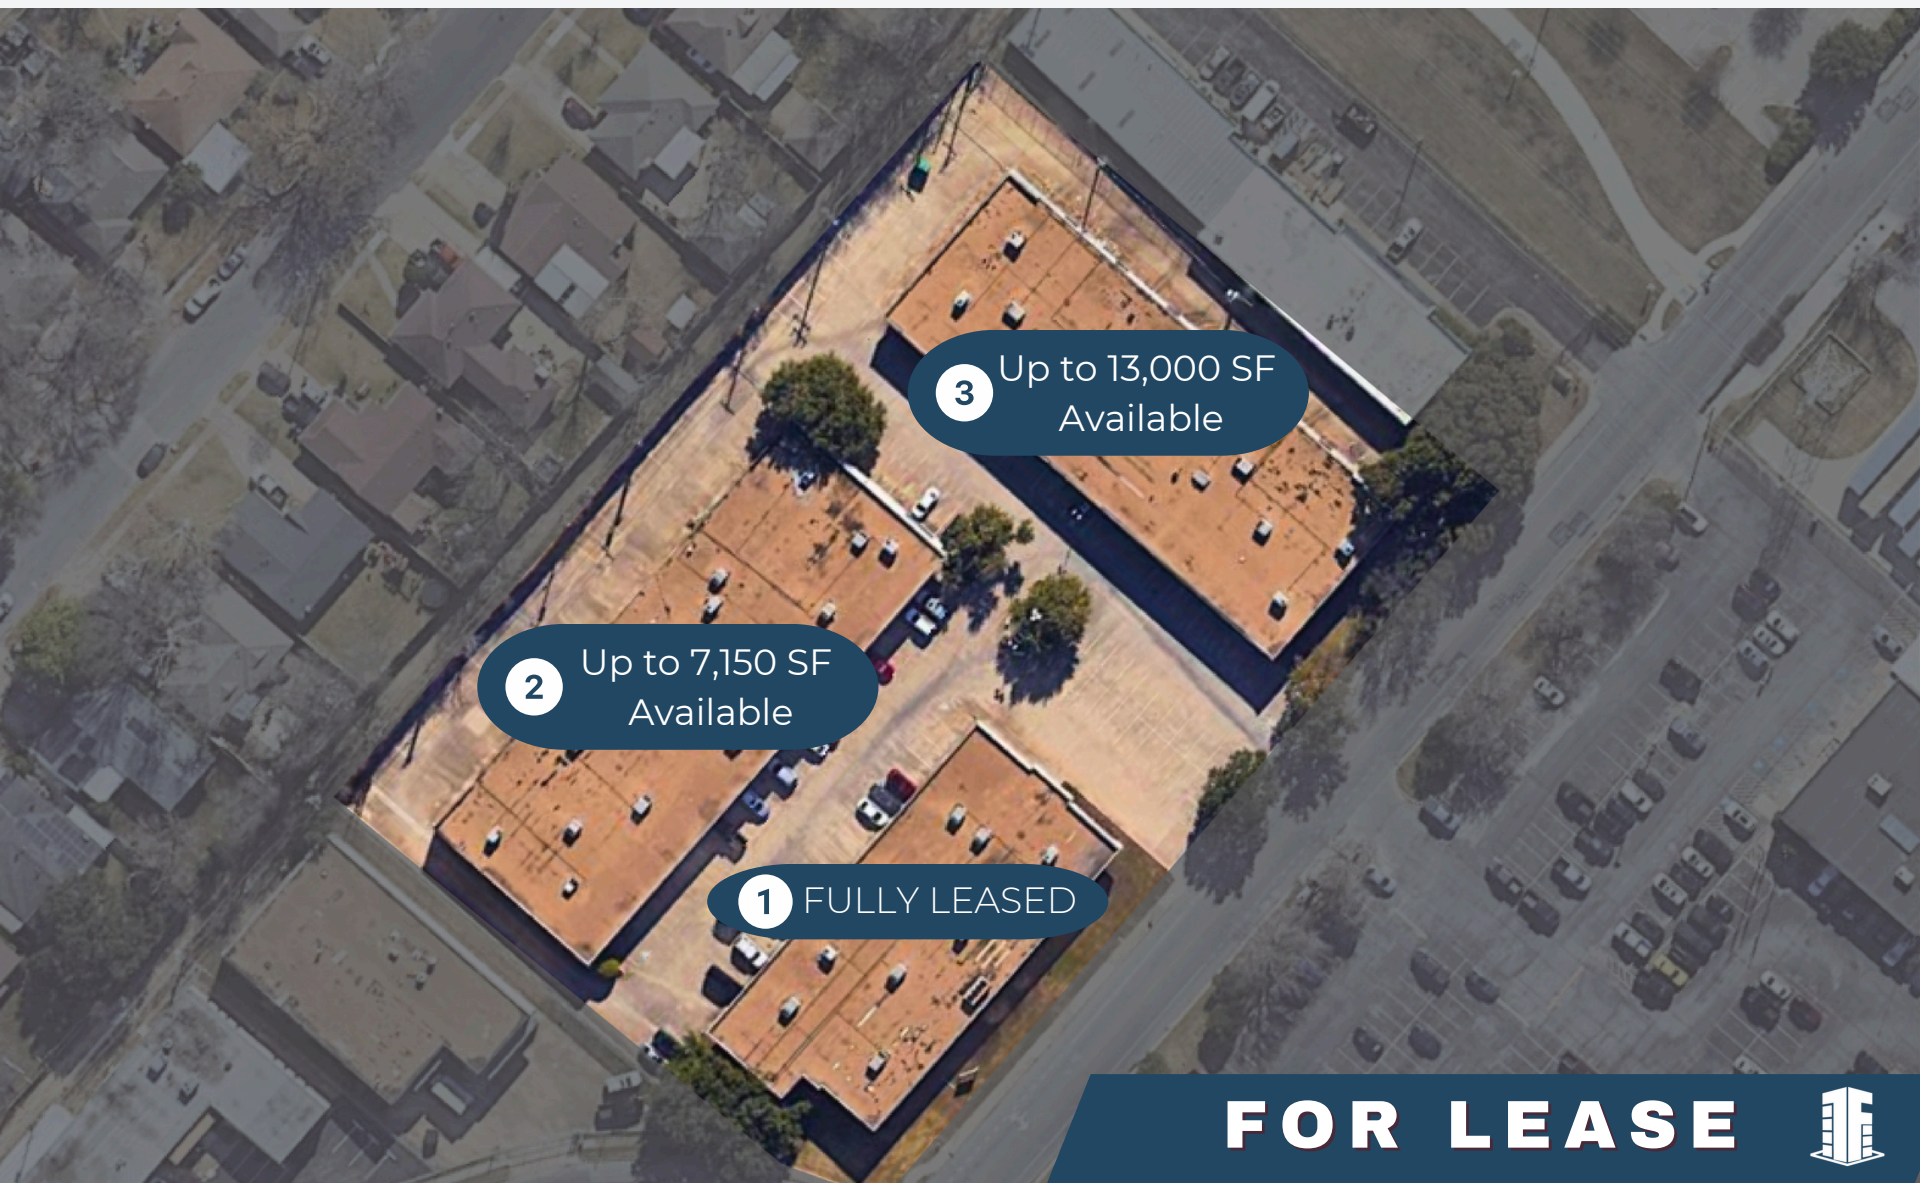 3
Up to 13,000 SF
Available
2
Up to 7,150 SF
Available
1 FULLY LEASED
FOR LEASE